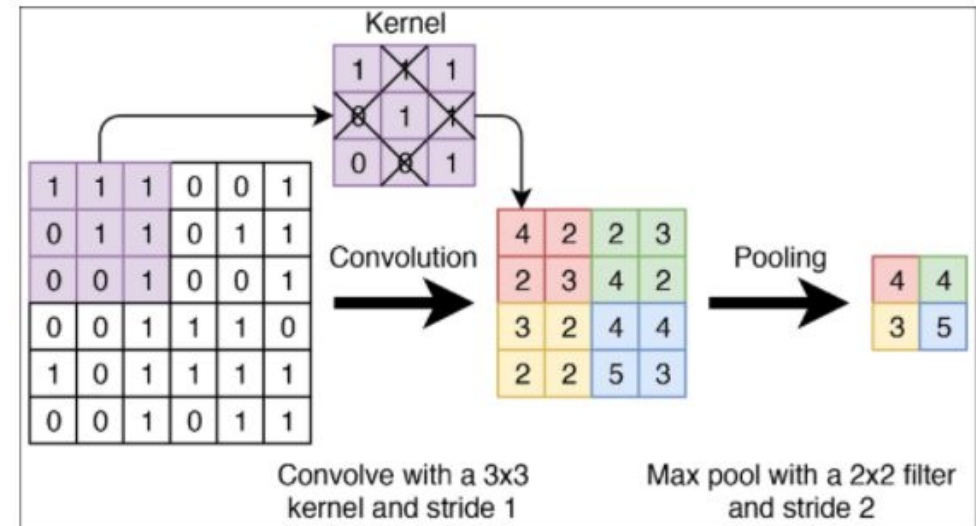 Kernel
1 1 1
0 1 1
0 0 1
1 1 1 0 0 1
0 1 1 0 1 1
0 0 1 0 0 1
0 0 1 1 1 0
1 0 1 1 1 1
0 0 1 0 1 1
Convolution
4 2 2 3
2 3 4 2
3 2 4 4
2 2 5 3
Pooling
4 4
3 5
Convolve with a 3x3
kernel and stride 1
Max pool with a 2x2 filter
and stride 2